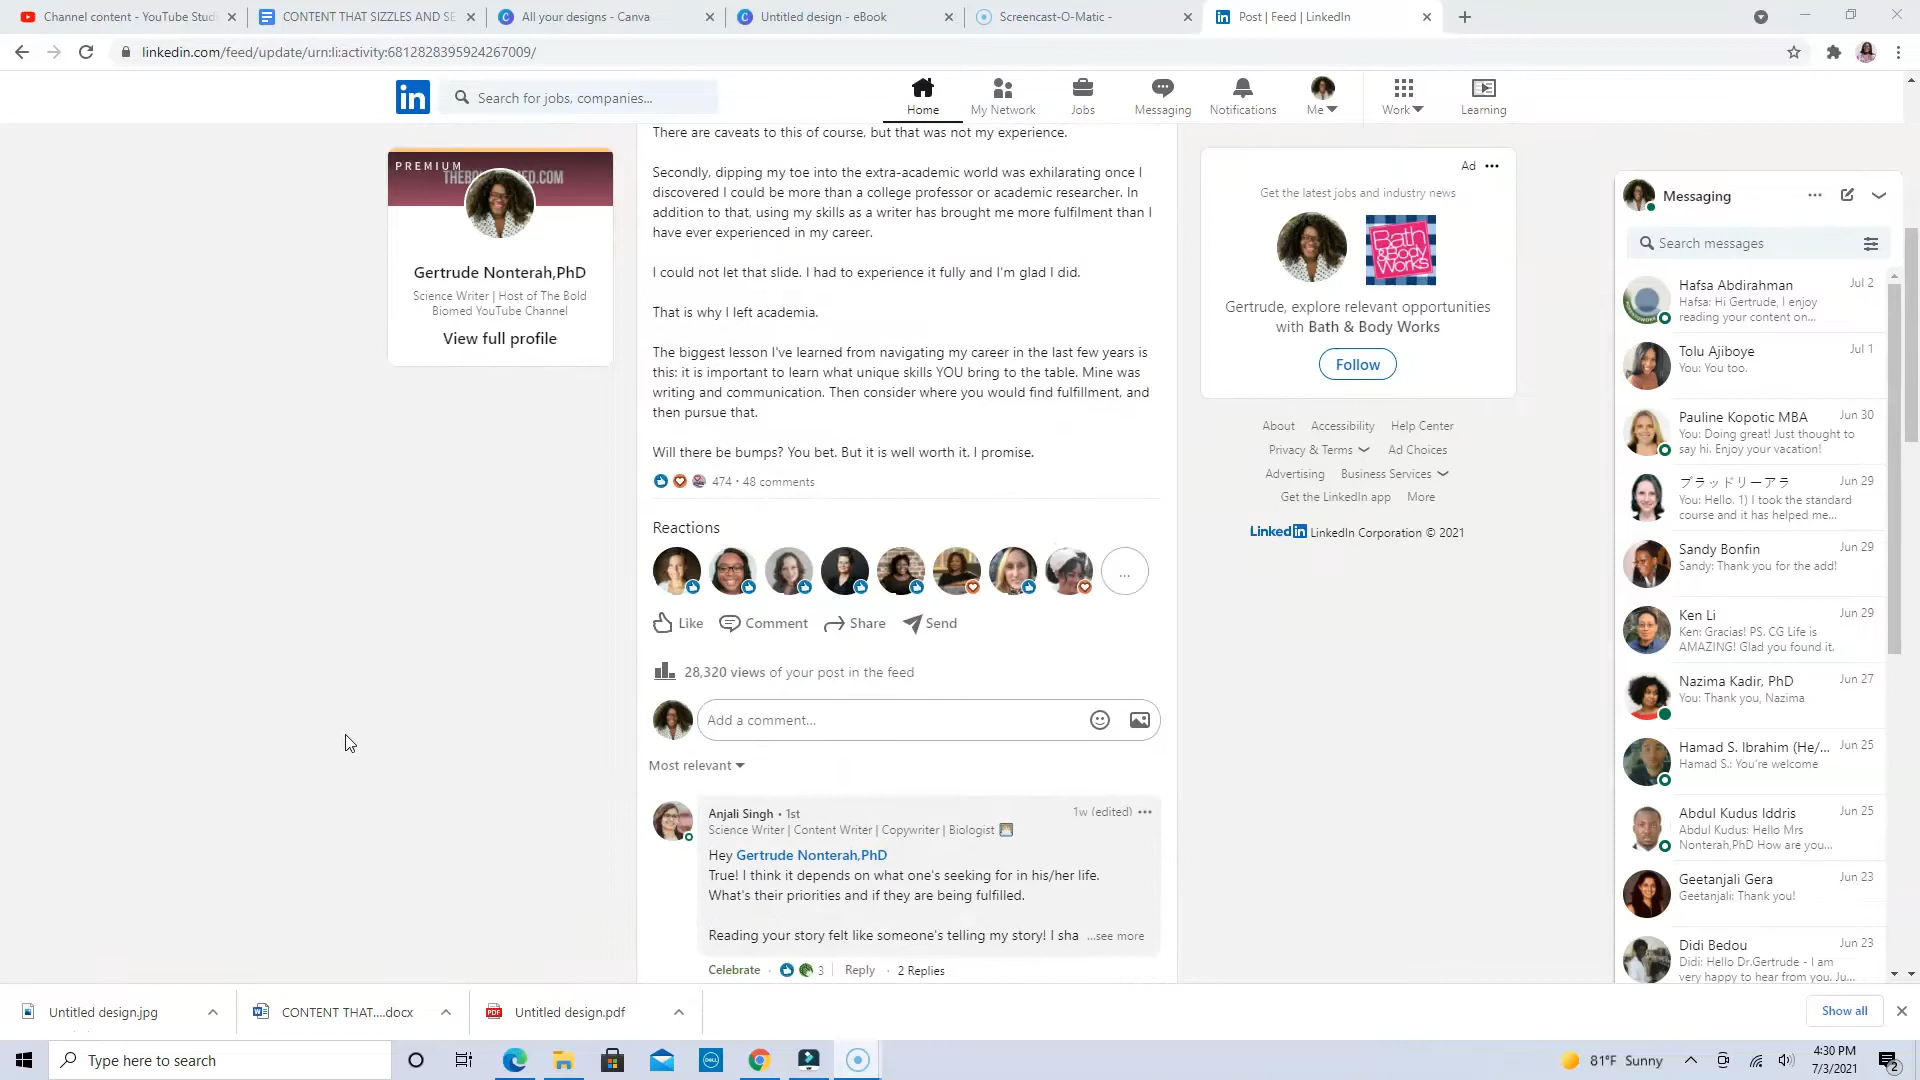 Channel content - YouTube Stud
CONTENT THAT SIZZLES AND SE
All your designs - Canva
Untitled design - eBook
Screencast-O-Matic -
Post | Feed | LinkedIn
linkedin.com/feed/update/urn:li:activity:6812828395924267009/
in
Search for jobs, companies...
Home
My Network
Jobs
Messaging
Notifications
Me
Work
Learning
PREMIUM
Gertrude Nonterah,PhD
Science Writer | Host of The Bold
Biomed YouTube Channel
View full profile
There are caveats to this of course, but that was not my experience.
Secondly, dipping my toe into the extra-academic world was exhilarating once I
discovered I could be more than a college professor or academic researcher. In
addition to that, using my skills as a writer has brought me more fulfilment than I
have ever experienced in my career.
I could not let that slide. I had to experience it fully and I'm glad I did.
That is why I left academia.
The biggest lesson I've learned from navigating my career in the last few years is
this: it is important to learn what unique skills YOU bring to the table. Mine was
writing and communication. Then consider where you would find fulfillment, and
then pursue that.
Will there be bumps? You bet. But it is well worth it. I promise.
474 • 48 comments
Reactions
...
Like
Comment
Share
Send
28,320 views of your post in the feed
Add a comment...
Most relevant
Anjali Singh • 1st
1w (edited)
Science Writer | Content Writer | Copywriter | Biologist
Hey Gertrude Nonterah,PhD
True! I think it depends on what one's seeking for in his/her life.
What's their priorities and if they are being fulfilled.
Reading your story felt like someone's telling my story! I sha ...see more
Celebrate · 3 | Reply · 2 Replies
Ad
Get the latest jobs and industry news
Bath
& Body
Works
Gertrude, explore relevant opportunities
with Bath & Body Works
Follow
About Accessibility Help Center
Privacy & Terms Ad Choices
Advertising Business Services
Get the LinkedIn app More
LinkedIn LinkedIn Corporation © 2021
Messaging
Search messages
Hafsa Abdirahman Jul 2
Hafsa: Hi Gertrude, I enjoy
reading your content on...
Tolu Ajiboye Jul 1
You: You too.
Pauline Kopotic MBA Jun 30
You: Doing great! Just thought to
say hi. Enjoy your vacation!
ブラッドリーアラ Jun 29
You: Hello. 1) I took the standard
course and it has helped me...
Sandy Bonfin Jun 29
Sandy: Thank you for the add!
Ken Li Jun 29
Ken: Gracias! PS. CG Life is
AMAZING! Glad you found it.
Nazima Kadir, PhD Jun 27
You: Thank you, Nazima
Hamad S. Ibrahim (He/... Jun 25
Hamad S.: You're welcome
Abdul Kudus Iddris Jun 25
Abdul Kudus: Hello Mrs
Nonterah,PhD How are you...
Geetanjali Gera Jun 23
Geetanjali: Thank you!
Didi Bedou Jun 23
Didi: Hello Dr.Gertrude - I am
very happy to hear from you. Ju...
Untitled design.jpg
CONTENT THAT....docx
PDF
Untitled design.pdf
Show all
Type here to search
DELL
81°F Sunny
4:30 PM
7/3/2021
2